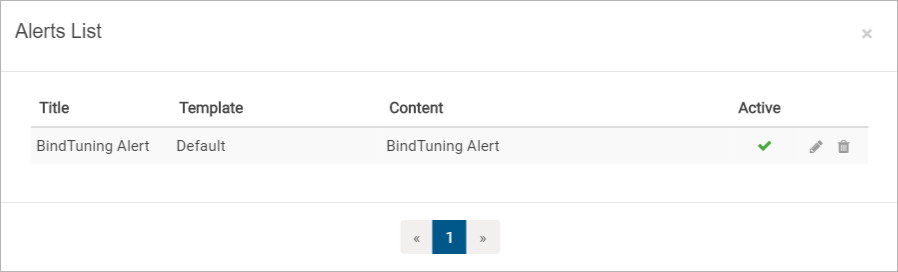 Alerts List
×
Title Template Content Active
BindTuning Alert Default BindTuning Alert
« 1 »